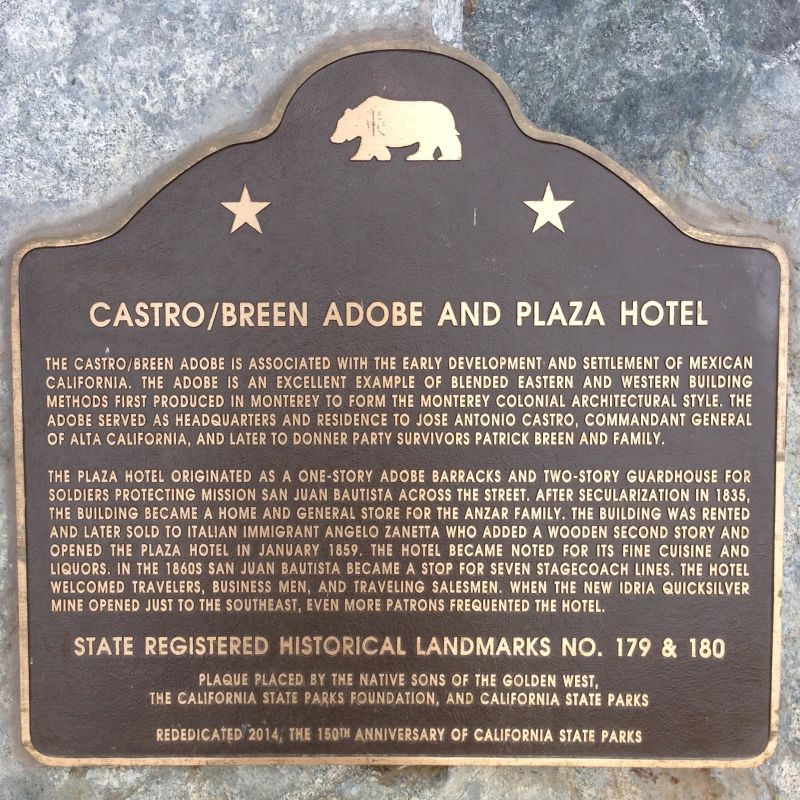 CASTRO/BREEN ADOBE AND PLAZA HOTEL
THE CASTRO/BREEN ADOBE IS ASSOCIATED WITH THE EARLY DEVELOPMENT AND SETTLEMENT OF MEXICAN
CALIFORNIA. THE ADOBE IS AN EXCELLENT EXAMPLE OF BLENDED EASTERN AND WESTERN BUILDING
METHODS FIRST PRODUCED IN MONTEREY TO FORM THE MONTEREY COLONIAL ARCHITECTURAL STYLE. THE
ADOBE SERVED AS HEADQUARTERS AND RESIDENCE TO JOSE ANTONIO CASTRO, COMMANDANT GENERAL
OF ALTA CALIFORNIA, AND LATER TO DONNER PARTY SURVIVORS PATRICK BREEN AND FAMILY.
THE PLAZA HOTEL ORIGINATED AS A ONE-STORY ADOBE BARRACKS AND TWO-STORY GUARDHOUSE FOR
SOLDIERS PROTECTING MISSION SAN JUAN BAUTISTA ACROSS THE STREET. AFTER SECULARIZATION IN 1835,
THE BUILDING BECAME A HOME AND GENERAL STORE FOR THE ANZAR FAMILY. THE BUILDING WAS RENTED
AND LATER SOLD TO ITALIAN IMMIGRANT ANGELO ZANETTA WHO ADDED A WOODEN SECOND STORY AND
OPENED THE PLAZA HOTEL IN JANUARY 1859. THE HOTEL BECAME NOTED FOR ITS FINE CUISINE AND
LIQUORS. IN THE 1860S SAN JUAN BAUTISTA BECAME A STOP FOR SEVEN STAGECOACH LINES. THE HOTEL
WELCOMED TRAVELERS, BUSINESS MEN, AND TRAVELING SALESMEN. WHEN THE NEW IDRIA QUICKSILVER
MINE OPENED JUST TO THE SOUTHEAST, EVEN MORE PATRONS FREQUENTED THE HOTEL.
STATE REGISTERED HISTORICAL LANDMARKS NO. 179 & 180
PLAQUE PLACED BY THE NATIVE SONS OF THE GOLDEN WEST,
THE CALIFORNIA STATE PARKS FOUNDATION, AND CALIFORNIA STATE PARKS
REDEDICATED 2014, THE 150TH ANNIVERSARY OF CALIFORNIA STATE PARKS